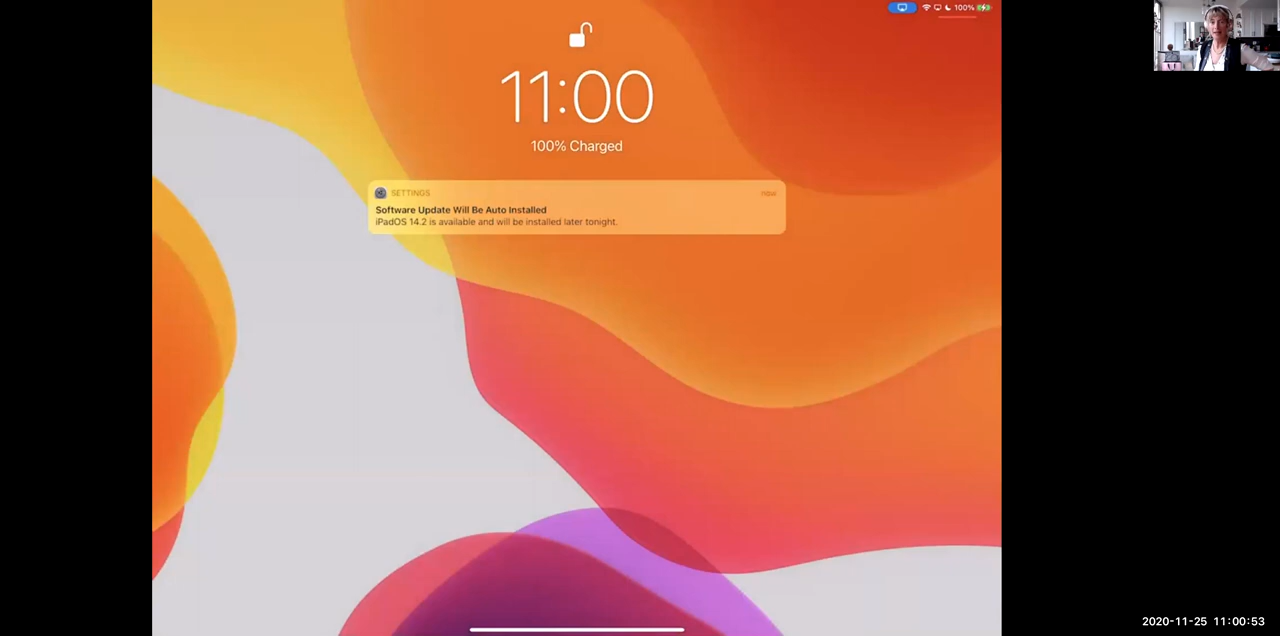 100%
11:00
100% Charged
SETTINGS
now
Software Update Will Be Auto Installed
iPadOS 14.2 is available and will be installed later tonight.
2020-11-25 11:00:53